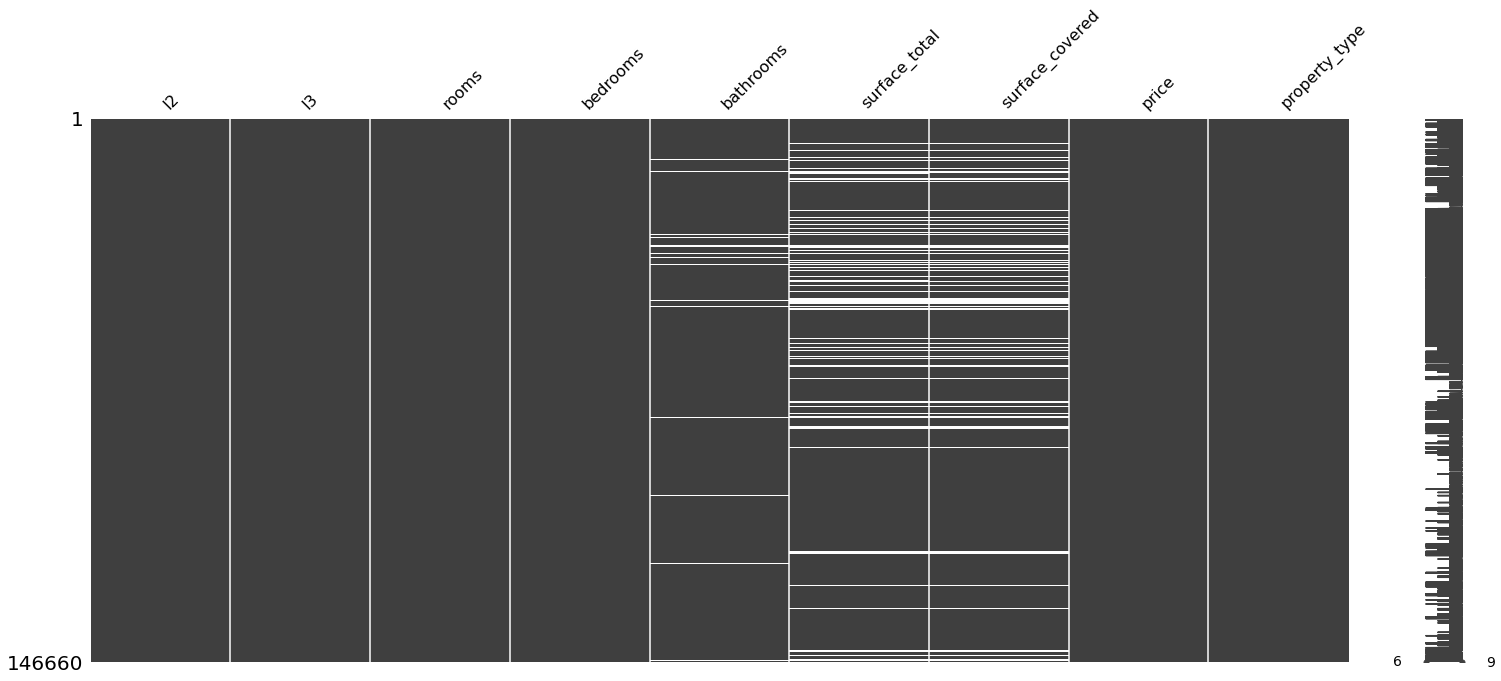 l2
l3
rooms
bedrooms
bathrooms
surface_total
surface_covered
price
property_type
1
146660
6
9